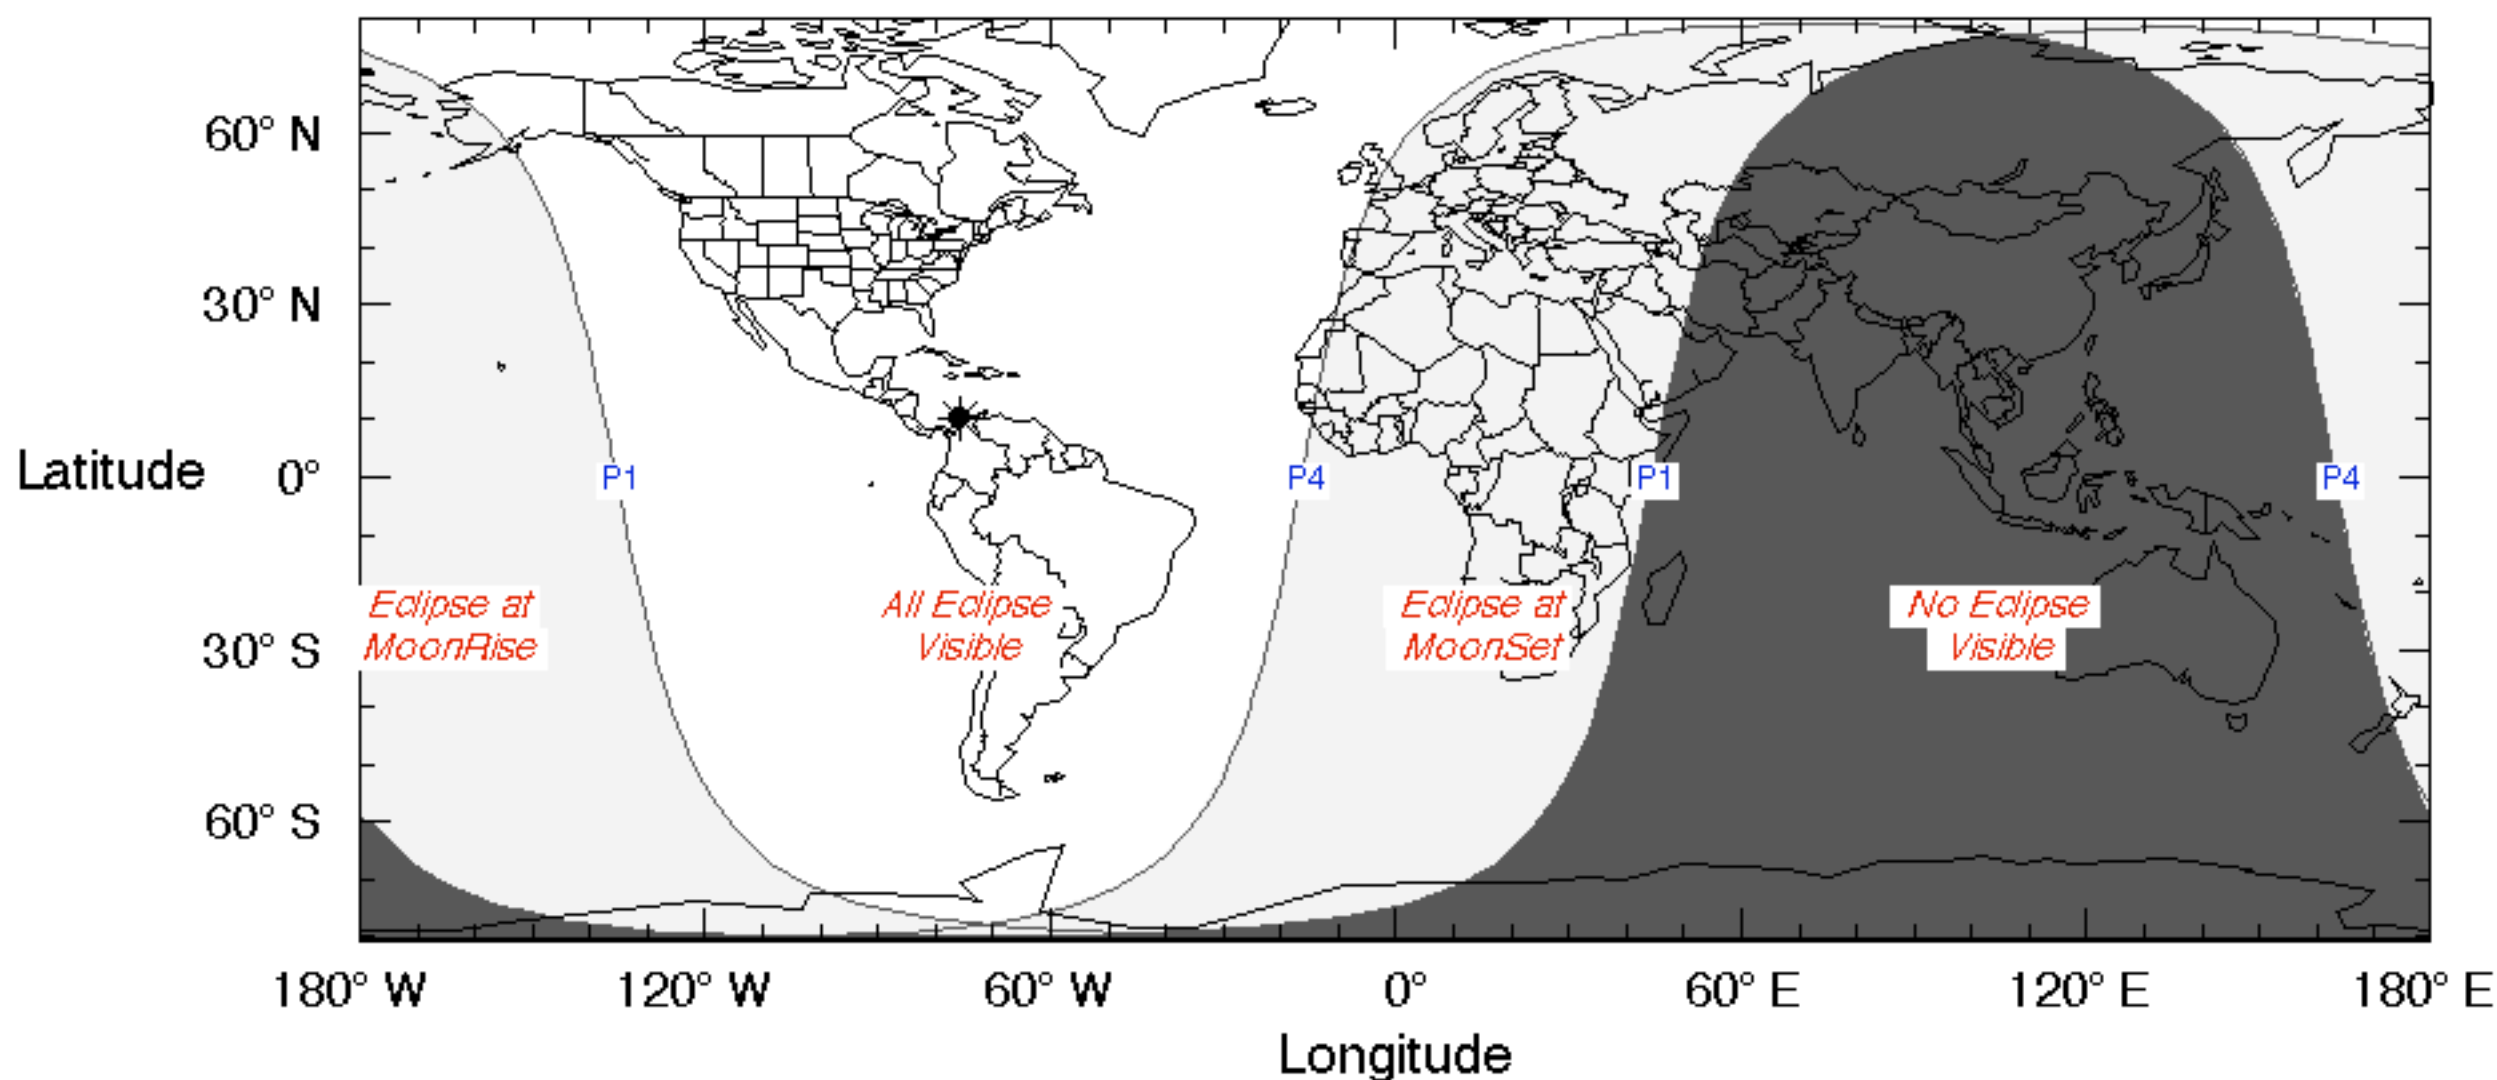 60° N
30° N
Latitude 0°
30° S
60° S
P1
P4
P1
P4
Eclipse at
MoonRise
All Eclipse
Visible
Eclipse at
MoonSet
No Eclipse
Visible
180° W
120° W
60° W
0°
60° E
120° E
180° E
Longitude